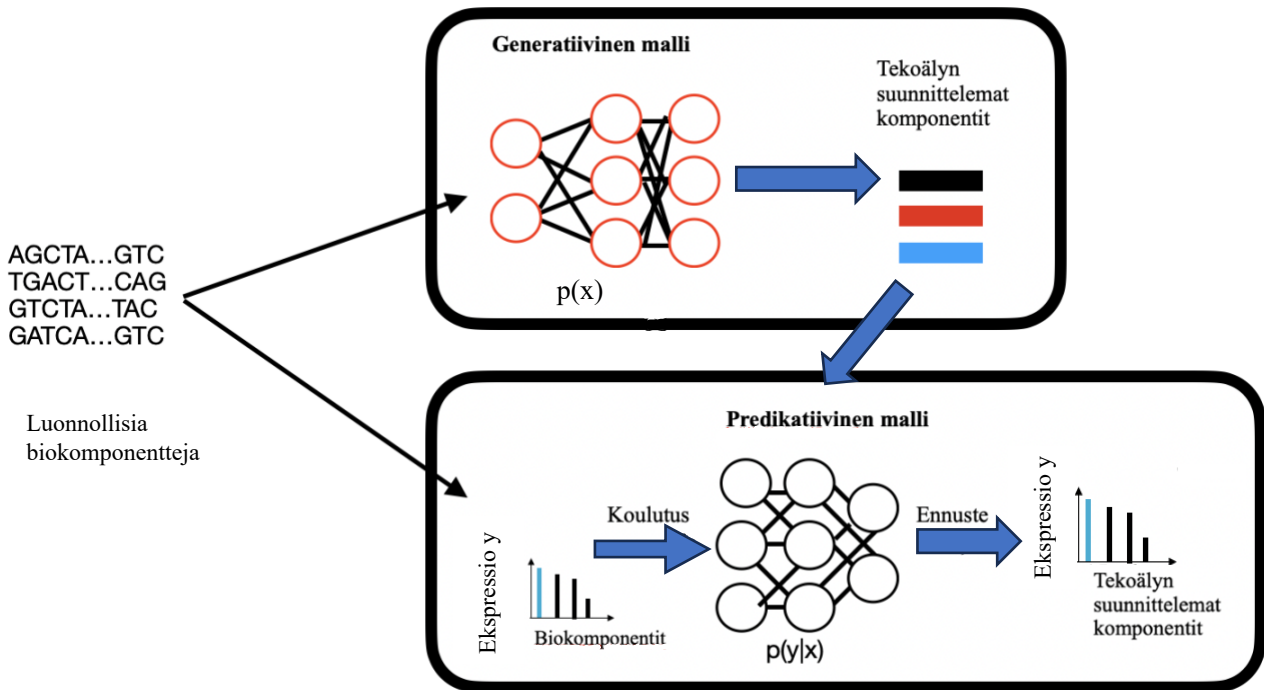 AGCTA...GTC
TGACT...CAG
GTCTA...TAC
GATCA...GTC
Luonnollisia
biokomponentteja
Generatiivinen malli
p(x)
Tekoälyn
suunnittelemat
komponentit
Predikatiivinen malli
Ekspressio y
Biokomponentit
Koulutus
p(y|x)
Ennuste
Ekspressio y
Tekoälyn
suunnittelemat
komponentit